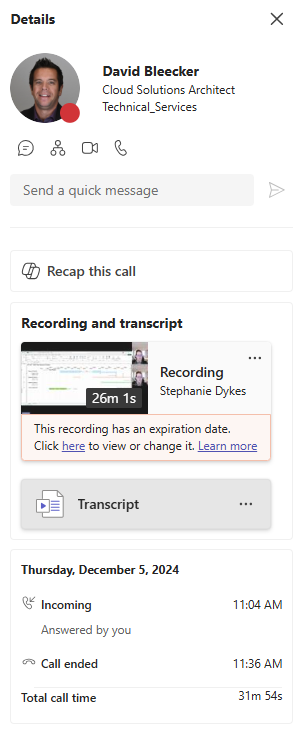 Details
David Bleecker
Cloud Solutions Architect
Technical_Services
Send a quick message
Recap this call
Recording and transcript
26m 1s
Recording
Stephanie Dykes
This recording has an expiration date.
Click here to view or change it. Learn more
Transcript
Thursday, December 5, 2024
Incoming 11:04 AM
Answered by you
Call ended 11:36 AM
Total call time 31m 54s